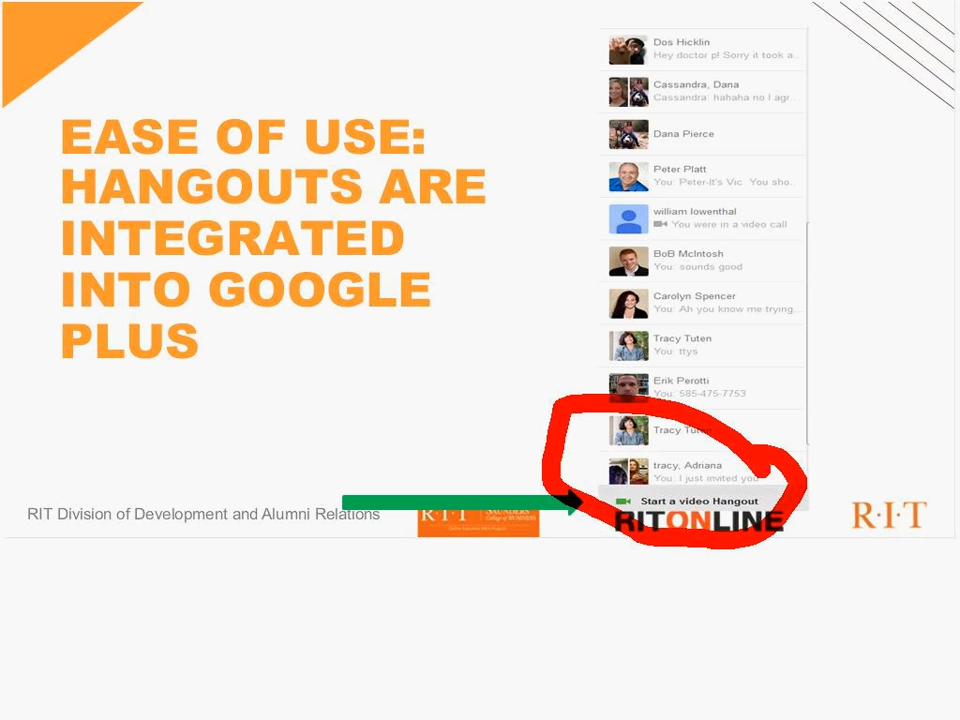 EASE OF USE:
HANGOUTS ARE
INTEGRATED
INTO GOOGLE
PLUS
Dos Hicklin
Hey doctor p! Sorry it took a..
Cassandra, Dana
Cassandra: hahaha no I agr..
Dana Pierce
Peter Platt
You: Peter-It's Vic You sho..
william lowenthal
You were in a video call
BoB McIntosh
You: sounds good
Carolyn Spencer
You: Ah you know me trying...
Tracy Tuten
You: ttys
Erik Perotti
You: 585-475-7753
Tracy Tuten
tracy, Adriana
You: I just invited you
Start a video Hangout
RIT Division of Development and Alumni Relations
R·I·T
SAUNDERS
RITONLINE
R·I·T